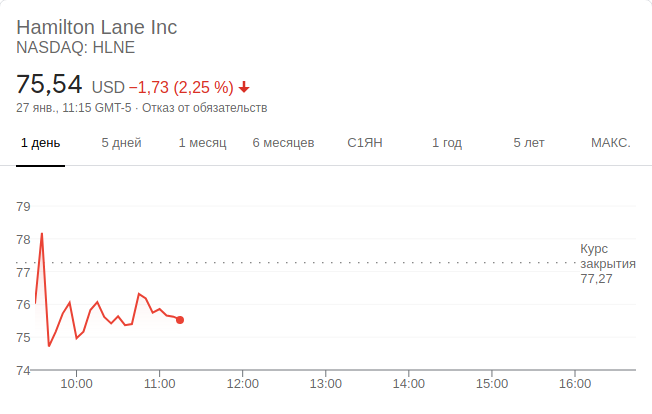 Hamilton Lane Inc
NASDAQ: HLNE
75,54 USD −1,73 (2,25 %)
27 янв., 11:15 GMT-5 · Отказ от обязательств
1 день 5 дней 1 месяц 6 месяцев С1ЯН 1 год 5 лет МАКС.
79
78
Курс
закрытия
77,27
77
76
75
74
10:00 11:00 12:00 13:00 14:00 15:00 16:00